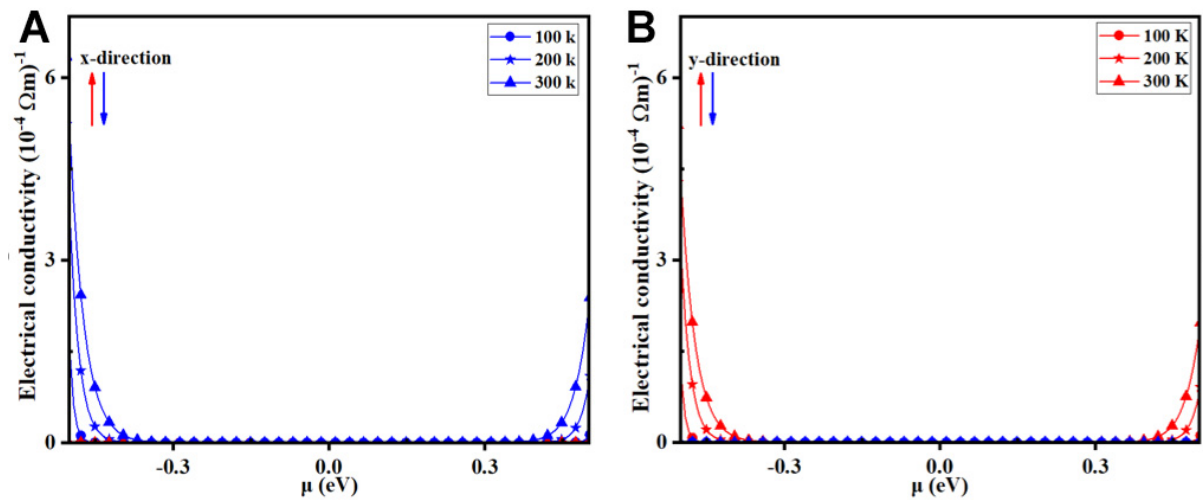 A
x-direction
100 k
200 k
300 k
Electrical conductivity (10⁻⁴ Ωm)⁻¹
6
3
0
-0.3
0.0
0.3
μ (eV)
B
y-direction
100 K
200 K
300 K
Electrical conductivity (10⁻⁴ Ωm)⁻¹
6
3
0
-0.3
0.0
0.3
μ (eV)